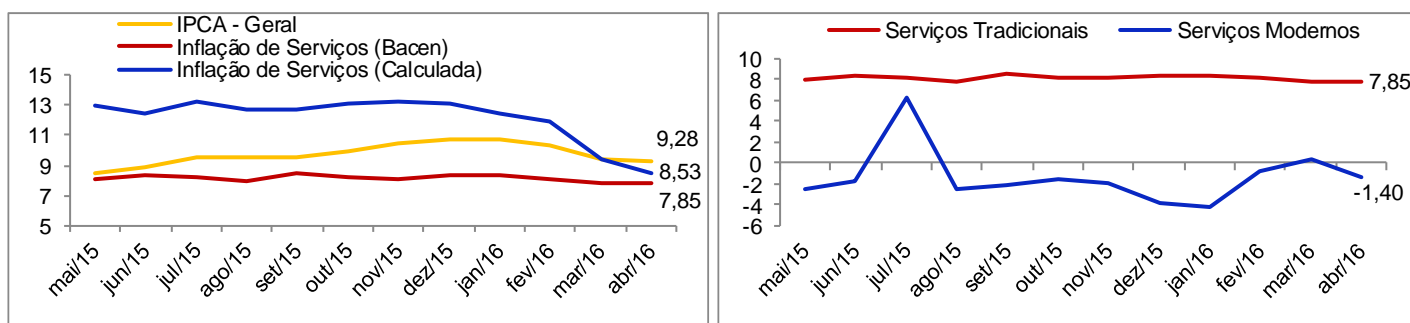 IPCA - Geral
Inflação de Serviços (Bacen)
Inflação de Serviços (Calculada)
15
13
11
9
7
5
9,28
8,53
7,85
mai/15
jun/15
jul/15
ago/15
set/15
out/15
nov/15
dez/15
jan/16
fev/16
mar/16
abr/16
Serviços Tradicionais
Serviços Modernos
10
8
6
4
2
0
-2
-4
-6
7,85
-1,40
mai/15
jun/15
jul/15
ago/15
set/15
out/15
nov/15
dez/15
jan/16
fev/16
mar/16
abr/16